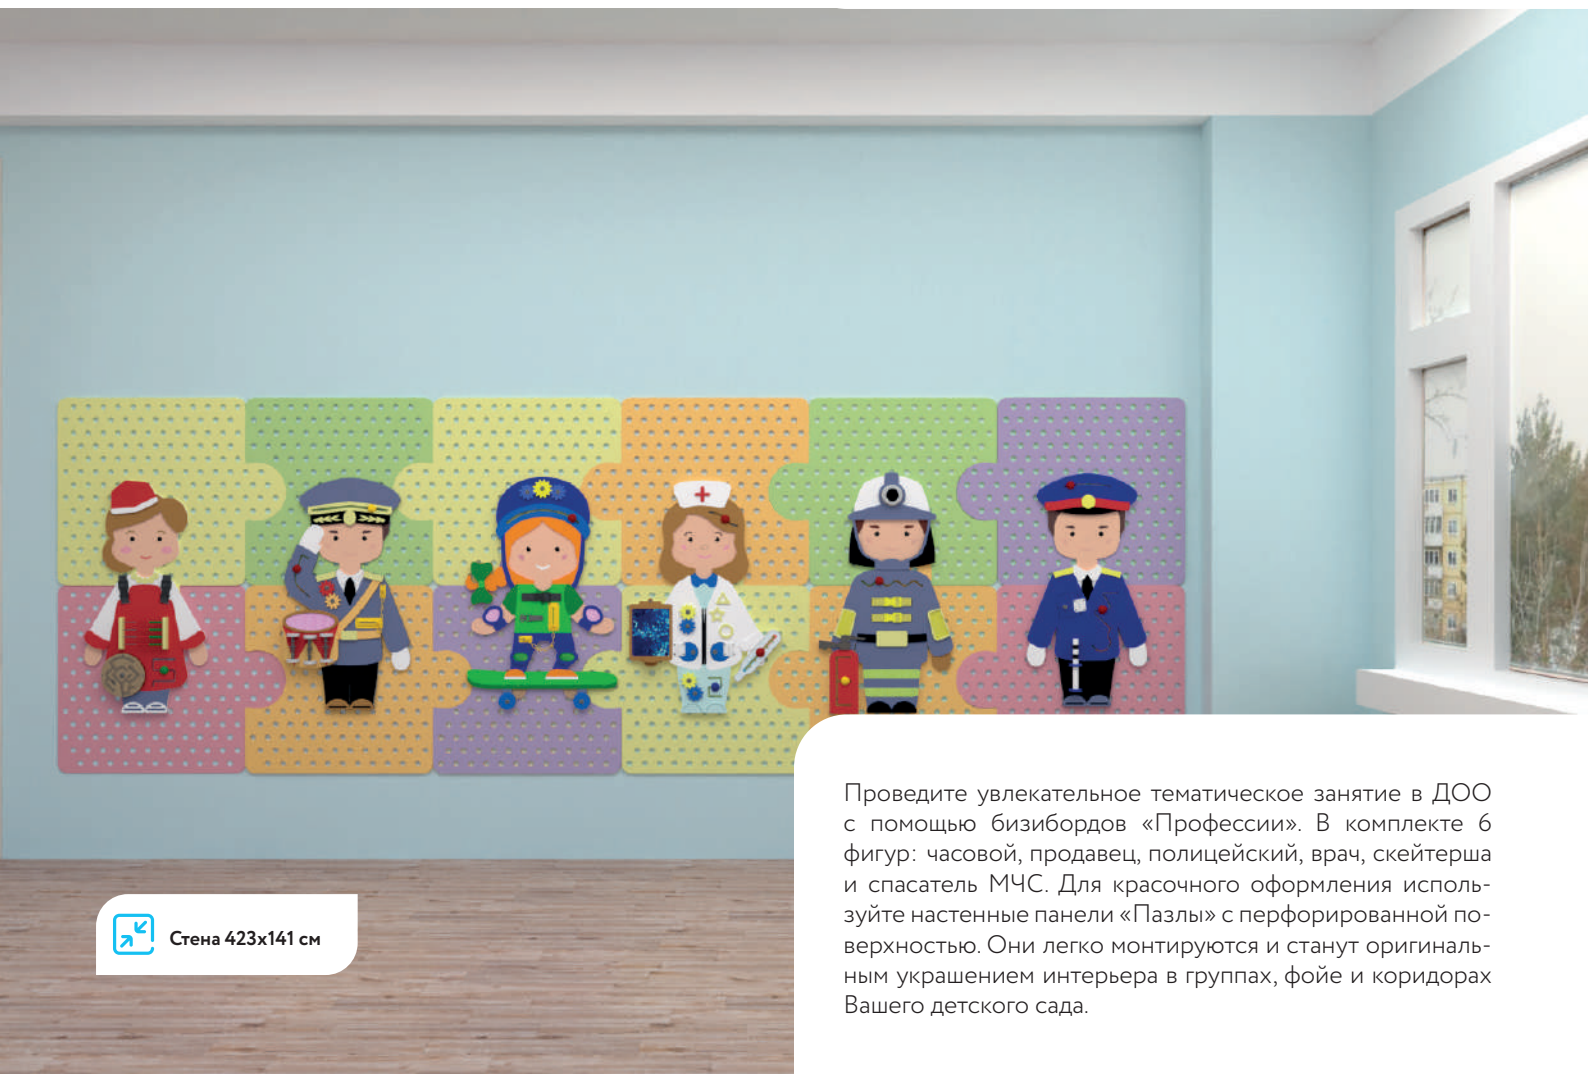 Стена 423х141 см
Проведите увлекательное тематическое занятие в ДОО
с помощью бизибордов «Профессии». В комплекте 6
фигур: часовой, продавец, полицейский, врач, скейтерша
и спасатель МЧС. Для красочного оформления исполь-
зуйте настенные панели «Пазлы» с перфорированной по-
верхностью. Они легко монтируются и станут оригиналь-
ным украшением интерьера в группах, фойе и коридорах
Вашего детского сада.